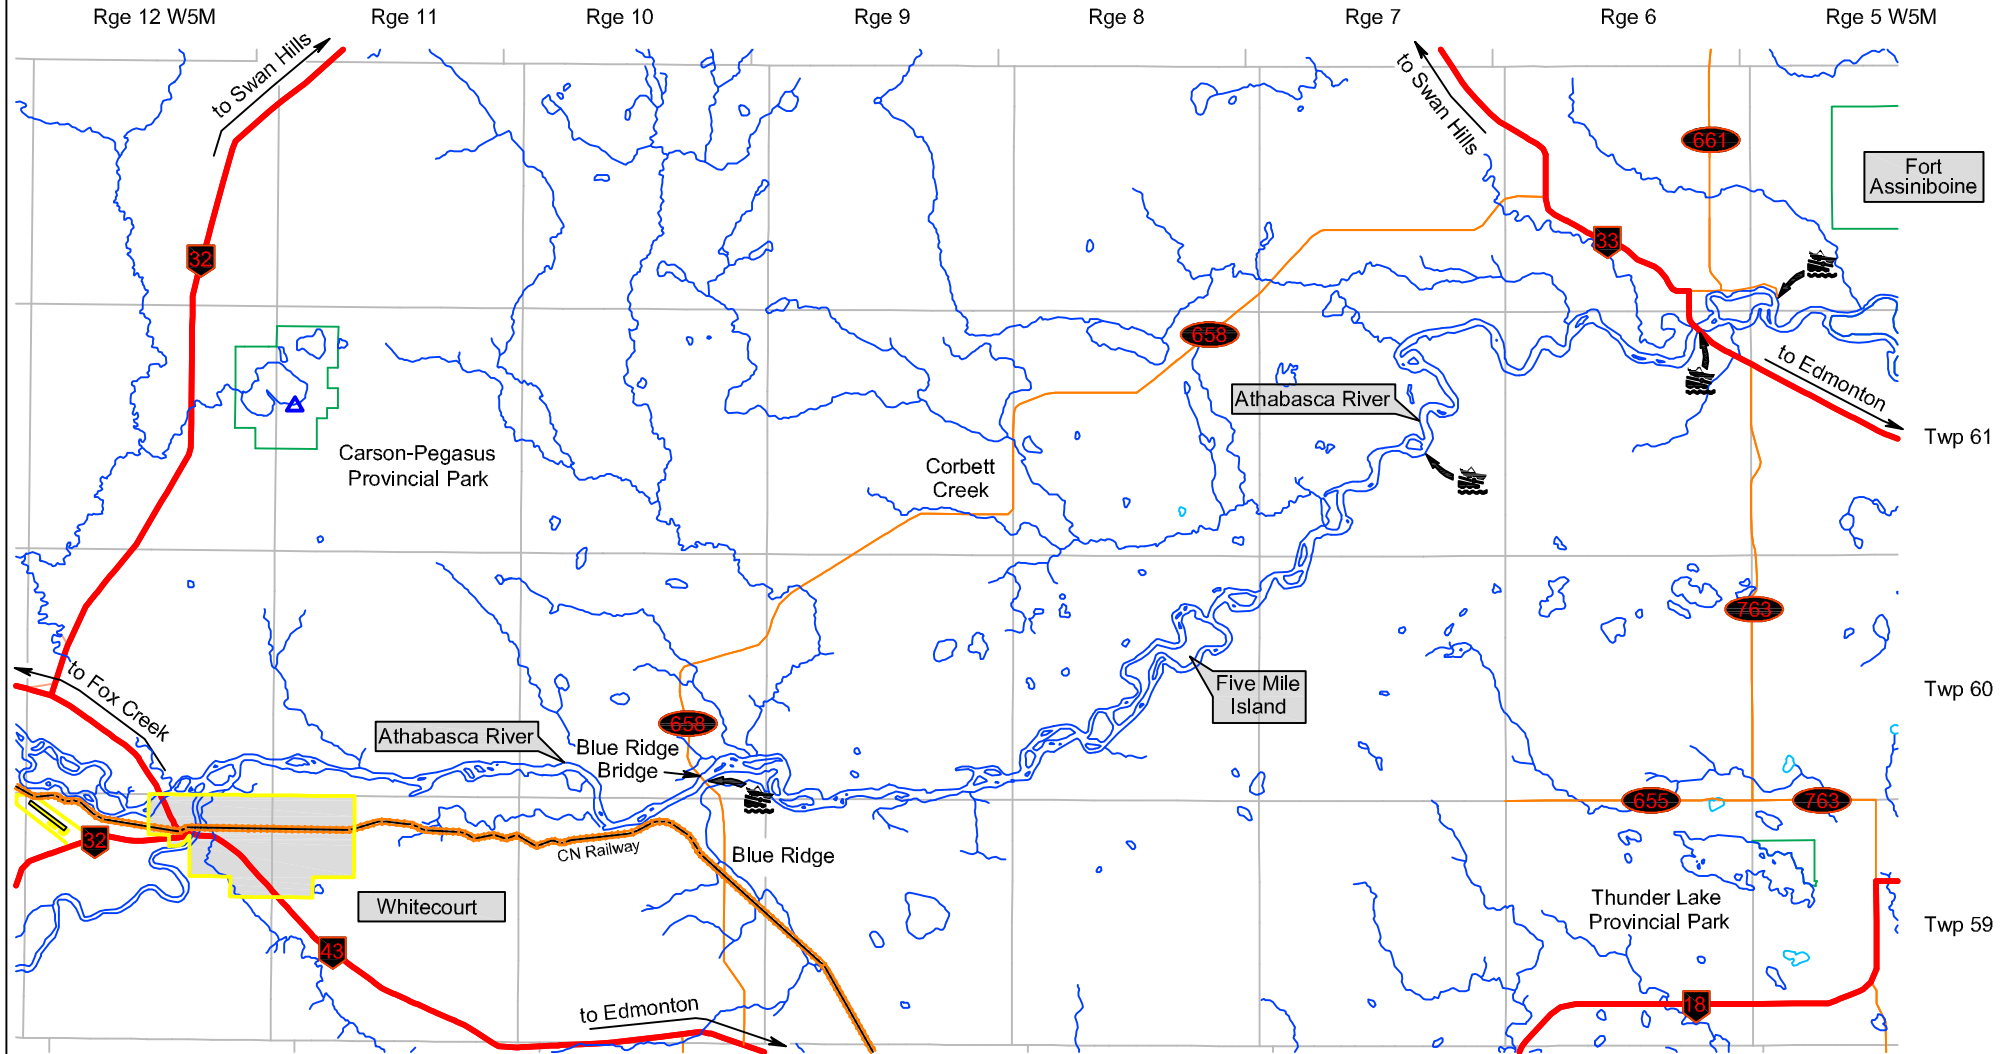 Rge 12 W5M
Rge 11
Rge 10
Rge 9
Rge 8
Rge 7
Rge 6
Rge 5 W5M
to Swan Hills
to Swan Hills
661
Fort
Assiniboine
32
33
658
to Edmonton
Athabasca River
Twp 61
Carson-Pegasus
Provincial Park
Corbett
Creek
763
to Fox Creek
Five Mile
Island
Twp 60
658
Athabasca River
Blue Ridge
Bridge
655
763
32
CN Railway
Blue Ridge
Whitecourt
Thunder Lake
Provincial Park
Twp 59
43
to Edmonton
18